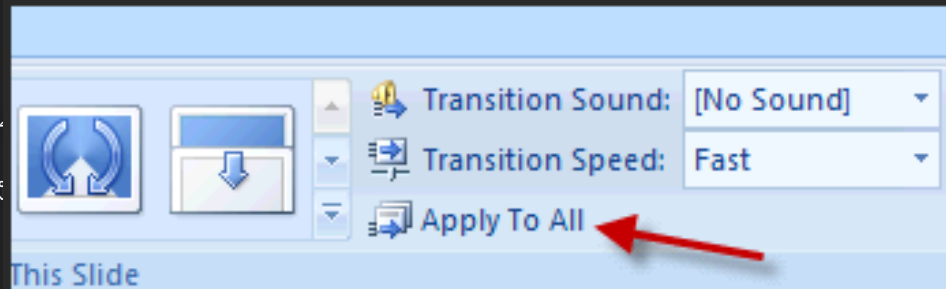 Transition Sound: [No Sound]
Transition Speed: Fast
Apply To All
This Slide